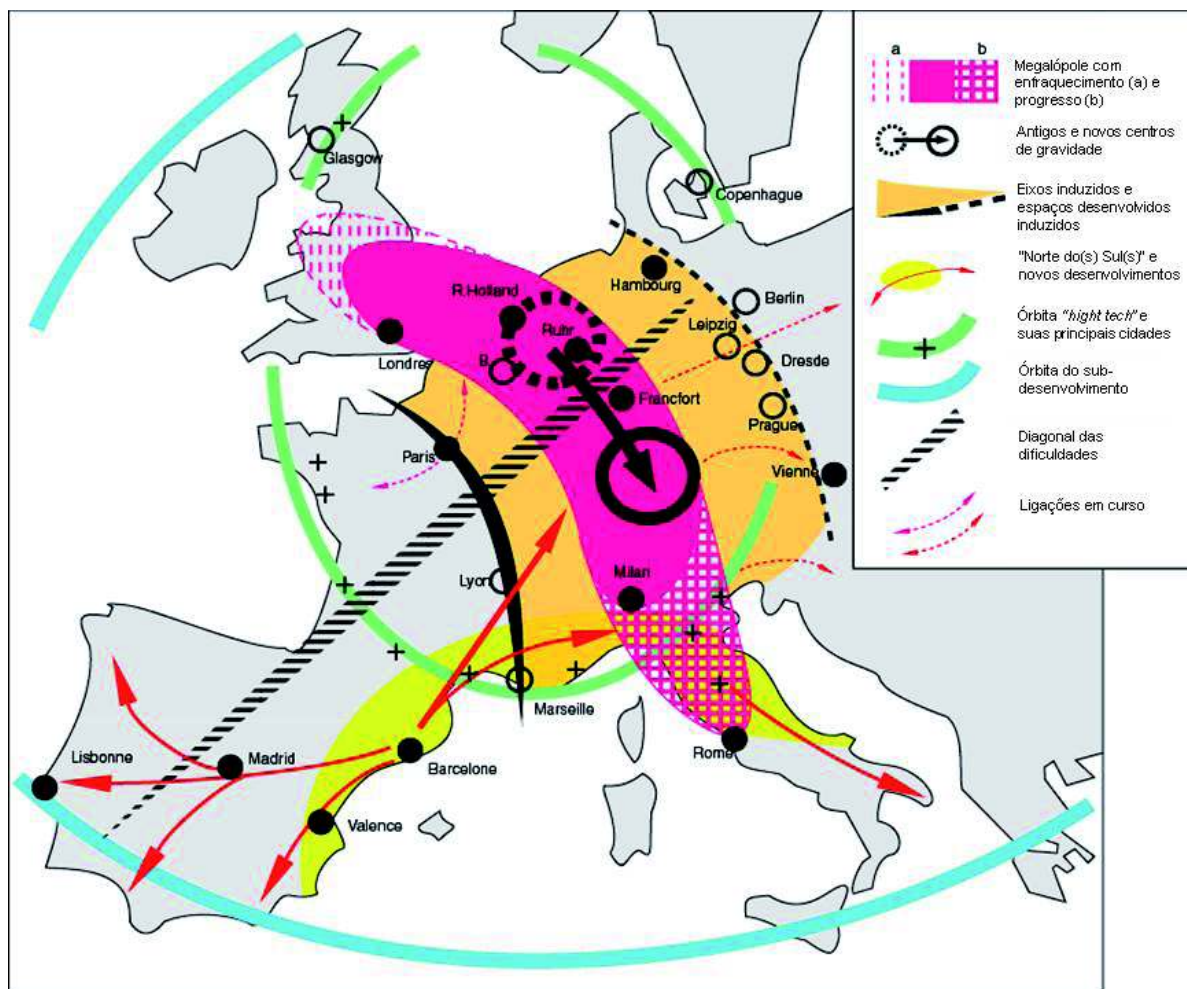 Glasgow
Copenhague
Hambourg
Berlin
R.Holland
Leipzig
Ruhr
Dresde
Londres
B.
Francfort
Prague
Paris
Vienne
Lyon
Milan
Marseille
Lisbonne
Madrid
Barcelone
Rome
Valence
a b
Megalópole com
enfraquecimento (a) e
progresso (b)
Antigos e novos centros
de gravidade
Eixos induzidos e
espaços desenvolvidos
induzidos
"Norte do(s) Sul(s)" e
novos desenvolvimentos
Órbita "hight tech" e
suas principais cidades
Órbita do sub-
desenvolvimento
Diagonal das
dificuldades
Ligações em curso